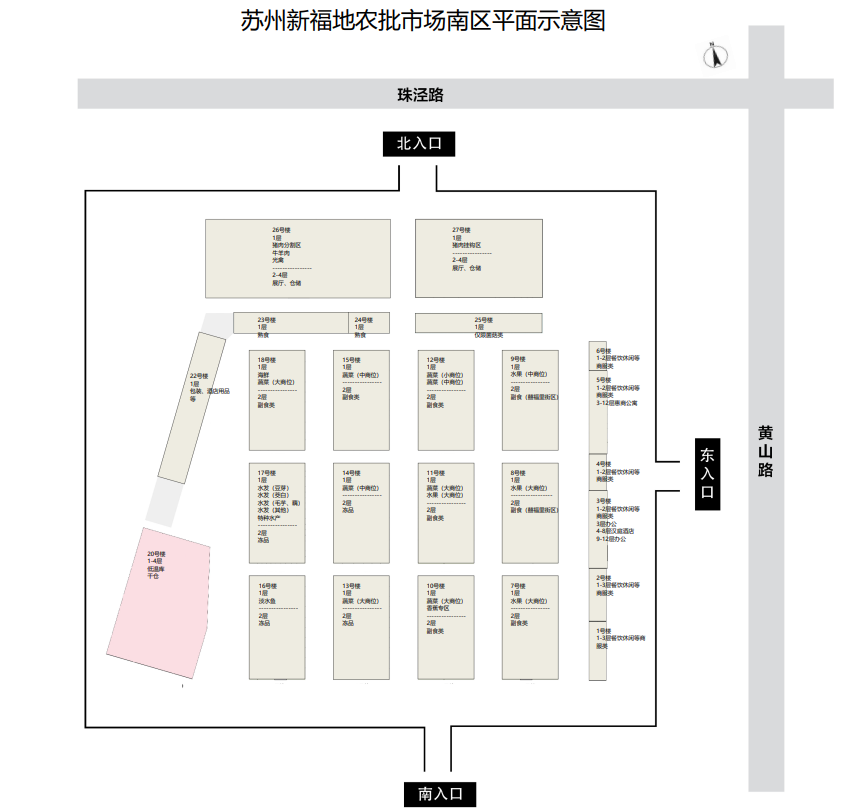 苏州新福地农批市场南区平面示意图
N
珠泾路
北入口
26号楼
1层
猪肉分割区
牛羊肉
光禽
2-4层
展厅、仓储
27号楼
1层
猪肉挂钩区
2-4层
展厅、仓储
23号楼
1层
熟食
24号楼
1层
熟食
25号楼
1层
仅限菌菇类
22号楼
1层
包装、酒店用品
等
18号楼
1层
海鲜
蔬菜（大商位）
2层
副食类
15号楼
1层
蔬菜（中商位）
2层
副食类
12号楼
1层
蔬菜（小商位）
蔬菜（中商位）
2层
副食类
9号楼
1层
水果（中商位）
2层
副食（囍福里街区）
6号楼
1-2层餐饮休闲等
商服类
5号楼
1-2层餐饮休闲等
商服类
3-12层惠商公寓
17号楼
1层
水发（豆芽）
水发（茭白）
水发（毛芋、藕）
水发（其他）
特种水产
2层
冻品
14号楼
1层
蔬菜（中商位）
2层
冻品
11号楼
1层
蔬菜（大商位）
水果（大商位）
2层
副食类
8号楼
1层
水果（大商位）
2层
副食（囍福里街区）
4号楼
1-2层餐饮休闲等
商服类
3号楼
1-2层餐饮休闲等
商服类
3层办公
4-8层汉庭酒店
9-12层办公
东入口
黄山路
20号楼
1-4层
低温库
干仓
16号楼
1层
淡水鱼
2层
冻品
13号楼
1层
蔬菜（大商位）
2层
冻品
10号楼
1层
蔬菜（大商位）
香蕉专区
2层
副食类
7号楼
1层
水果（大商位）
2层
副食类
2号楼
1-3层餐饮休闲等
商服类
1号楼
1-3层餐饮休闲等商
服类
南入口